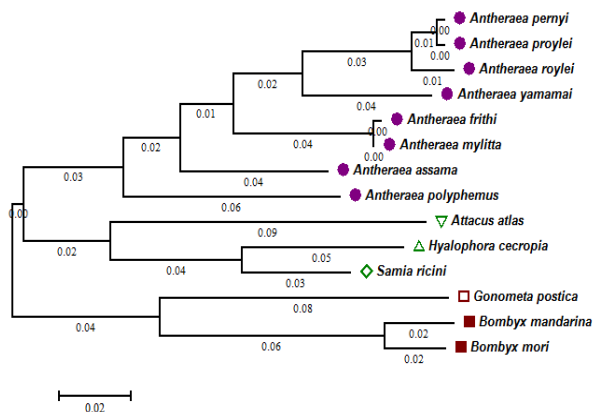 0.00
Antheraea pernyi
0.01
Antheraea proylei
0.00
0.03
Antheraea roylei
0.01
0.02
Antheraea yamamai
0.04
0.01
Antheraea frithi
0.00
0.04
Antheraea mylitta
0.00
0.02
Antheraea assama
0.04
0.03
Antheraea polyphemus
0.06
0.00
Attacus atlas
0.09
0.02
Hyalophora cecropia
0.05
0.04
Samia ricini
0.03
Gonometa postica
0.08
0.04
Bombyx mandarina
0.02
0.06
Bombyx mori
0.02
0.02